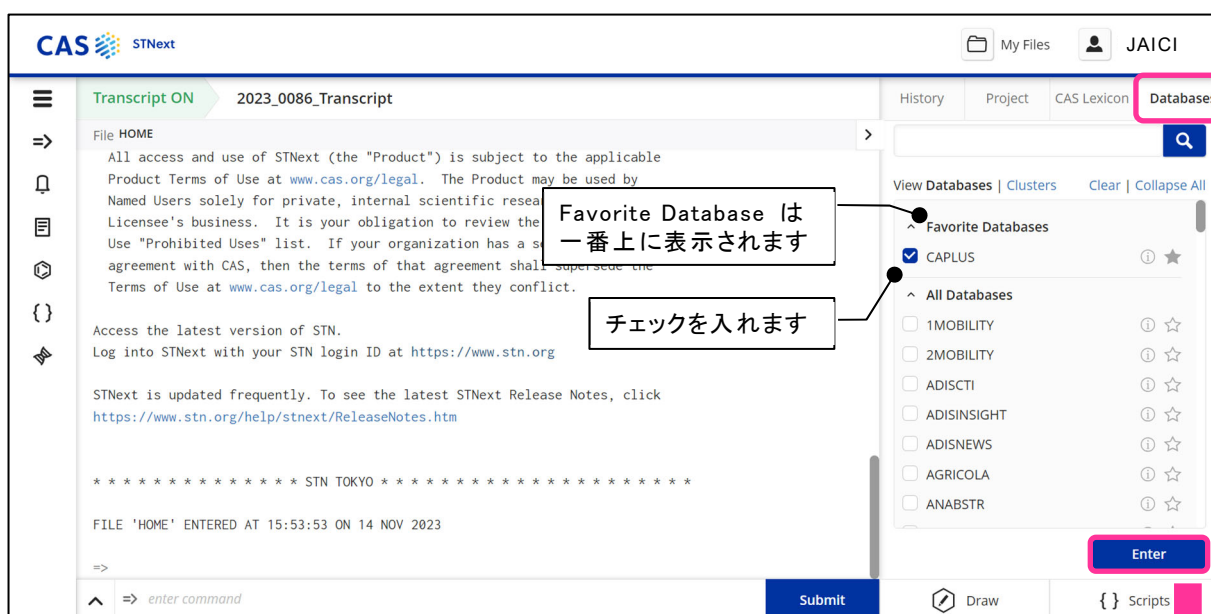 CAS STNext
My Files
JAICI
Transcript ON
2023_0086_Transcript
History
Project
CAS Lexicon
Database
File HOME
All access and use of STNext (the "Product") is subject to the applicable
Product Terms of Use at www.cas.org/legal. The Product may be used by
Named Users solely for private, internal scientific
Licensee's business. It is your obligation to review the
Use "Prohibited Uses" list. If your organization has a
agreement with CAS, then the terms of that agreement shall supersede the
Terms of Use at www.cas.org/legal to the extent they conflict.
Access the latest version of STN.
Log into STNext with your STN login ID at https://www.stn.org
STNext is updated frequently. To see the latest STNext Release Notes, click
https://www.stn.org/help/stnext/ReleaseNotes.htm
* * * * * * * * * * * * * * STN TOKYO * * * * * * * * * * * * * * * * * * * * *
FILE 'HOME' ENTERED AT 15:53:53 ON 14 NOV 2023
=>
=> enter command
Submit
Favorite Database は
一番上に表示されます
チェックを入れます
View Databases | Clusters
Clear | Collapse All
Favorite Databases
CAPLUS
All Databases
1MOBILITY
2MOBILITY
ADISCTI
ADISINSIGHT
ADISNEWS
AGRICOLA
ANABSTR
Enter
Draw
{ } Scripts